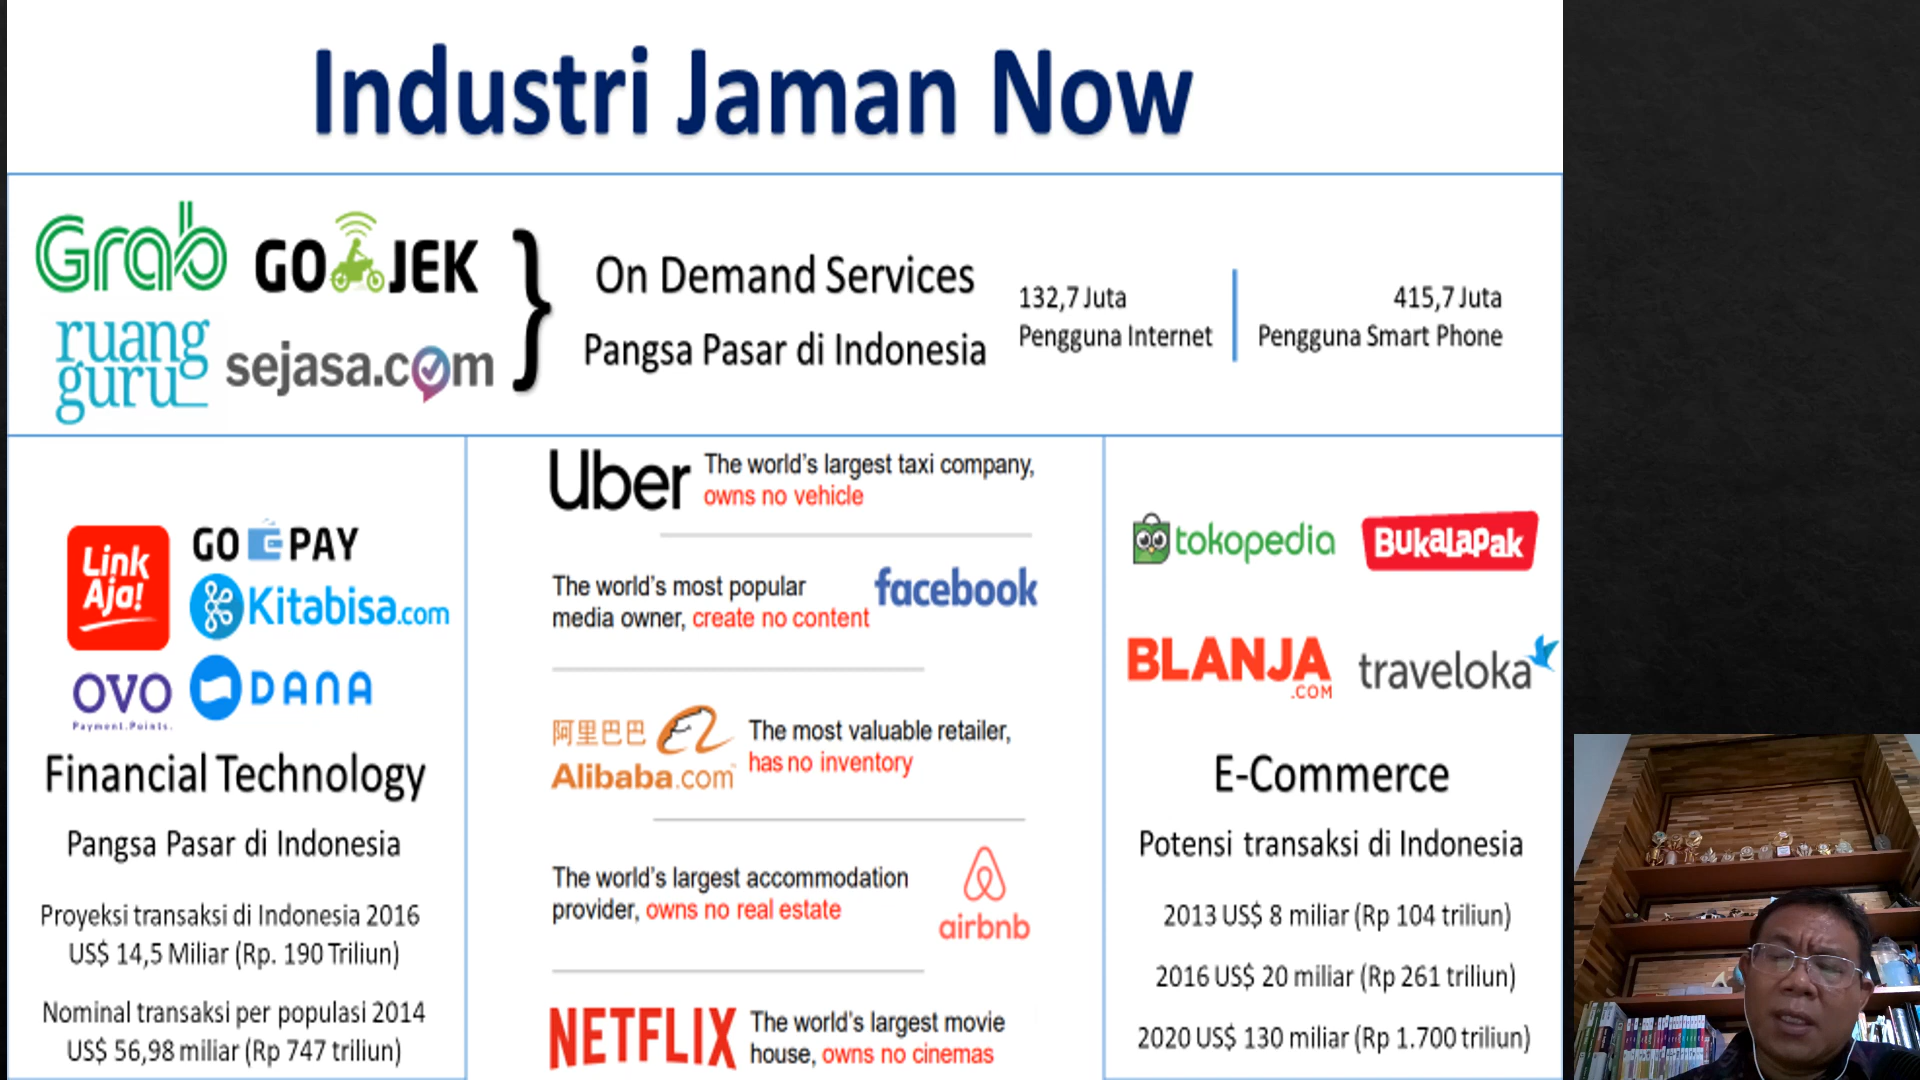 Industri Jaman Now
Grab
GO JEK
ruang
guru
sejasa.com
On Demand Services
Pangsa Pasar di Indonesia
132,7 Juta
Pengguna Internet
415,7 Juta
Pengguna Smart Phone
Link
Aja!
GO PAY
Kitabisa.com
OVO
Payment.Points.
DANA
Financial Technology
Pangsa Pasar di Indonesia
Proyeksi transaksi di Indonesia 2016
US$ 14,5 Miliar (Rp. 190 Triliun)
Nominal transaksi per populasi 2014
US$ 56,98 miliar (Rp 747 triliun)
Uber
The world's largest taxi company,
owns no vehicle
The world's most popular
media owner, create no content
facebook
阿里巴巴
Alibaba.com
The most valuable retailer,
has no inventory
The world's largest accommodation
provider, owns no real estate
airbnb
NETFLIX
The world's largest movie
house, owns no cinemas
tokopedia
BUKALAPAK
BLANJA
.COM
traveloka
E-Commerce
Potensi transaksi di Indonesia
2013 US$ 8 miliar (Rp 104 triliun)
2016 US$ 20 miliar (Rp 261 triliun)
2020 US$ 130 miliar (Rp 1.700 triliun)